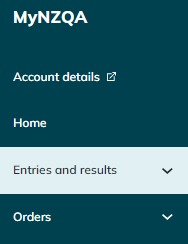 MyNZQA
Account details
Home
Entries and results
Orders